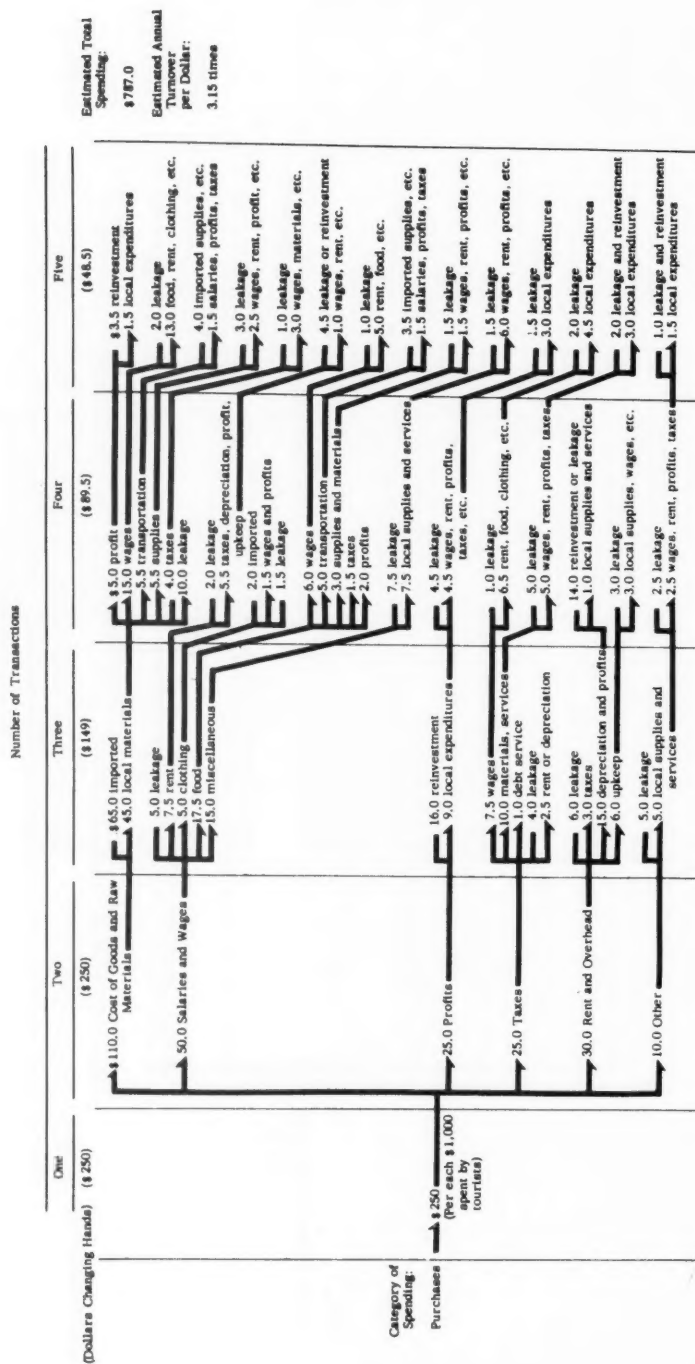 Number of Transactions
One Two Three Four Five
(Dollars Changing Hands) ($250) ($250) ($149) ($89.5) ($48.5)
Estimated Total
Spending:
$787.0
Estimated Annual
Turnover
per Dollar:
3.15 times
Category of
Spending:
Purchases
$250
(Per each $1,000
spent by
tourists)
$110.0 Cost of Goods and Raw
Materials
50.0 Salaries and Wages
25.0 Profits
25.0 Taxes
30.0 Rent and Overhead
10.0 Other
$65.0 imported
45.0 local materials
5.0 leakage
7.5 rent
5.0 clothing
17.5 food
15.0 miscellaneous
16.0 reinvestment
9.0 local expenditures
7.5 wages
10.0 materials, services
1.0 debt service
4.0 leakage
2.5 rent or depreciation
6.0 leakage
3.0 taxes
15.0 depreciation and profits
6.0 upkeep
5.0 leakage
5.0 local supplies and
services
$5.0 profit
15.0 wages
5.5 transportation
5.5 supplies
4.0 taxes
10.0 leakage
2.0 leakage
5.5 taxes, depreciation, profit,
upkeep
2.0 imported
1.5 wages and profits
1.5 leakage
6.0 wages
5.0 transportation
3.0 supplies and materials
1.5 taxes
2.0 profits
7.5 leakage
7.5 local supplies and services
4.5 leakage
4.5 wages, rent, profits,
taxes, etc.
1.0 leakage
6.5 rent, food, clothing, etc.
5.0 leakage
5.0 wages, rent, profits, taxes
14.0 reinvestment or leakage
1.0 local supplies and services
3.0 leakage
3.0 local supplies, wages, etc.
2.5 leakage
2.5 wages, rent, profits, taxes
$3.5 reinvestment
1.5 local expenditures
2.0 leakage
13.0 food, rent, clothing, etc.
4.0 imported supplies, etc.
1.5 salaries, profits, taxes
3.0 leakage
2.5 wages, rent, profit, etc.
1.0 leakage
3.0 wages, materials, etc.
4.5 leakage or reinvestment
1.0 wages, rent, etc.
1.0 leakage
5.0 rent, food, etc.
3.5 imported supplies, etc.
1.5 salaries, profits, taxes
1.5 leakage
1.5 wages, rent, profits, etc.
1.5 leakage
6.0 wages, rent, profits, etc.
1.5 leakage
3.0 local expenditures
2.0 leakage
4.5 local expenditures
2.0 leakage and reinvestment
3.0 local expenditures
1.0 leakage and reinvestment
1.5 local expenditures